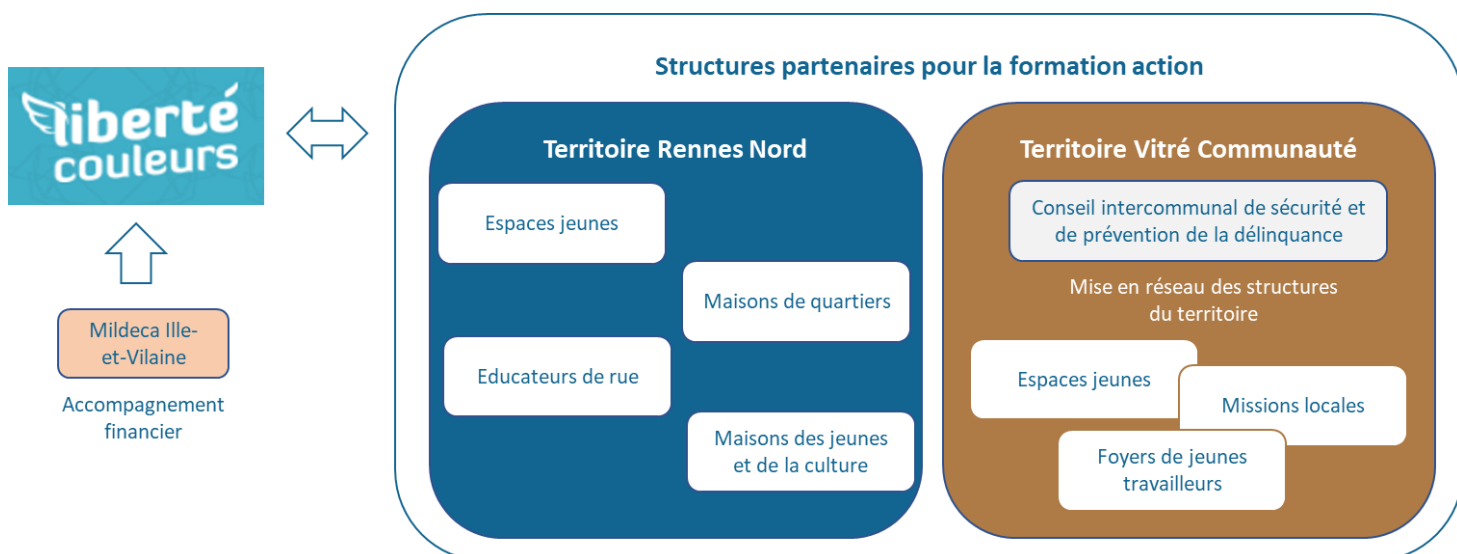 liberté
couleurs
Mildeca Ille-
et-Vilaine
Accompagnement
financier
Structures partenaires pour la formation action
Territoire Rennes Nord
Espaces jeunes
Maisons de quartiers
Educateurs de rue
Maisons des jeunes
et de la culture
Territoire Vitré Communauté
Conseil intercommunal de sécurité et
de prévention de la délinquance
Mise en réseau des structures
du territoire
Espaces jeunes
Missions locales
Foyers de jeunes
travailleurs